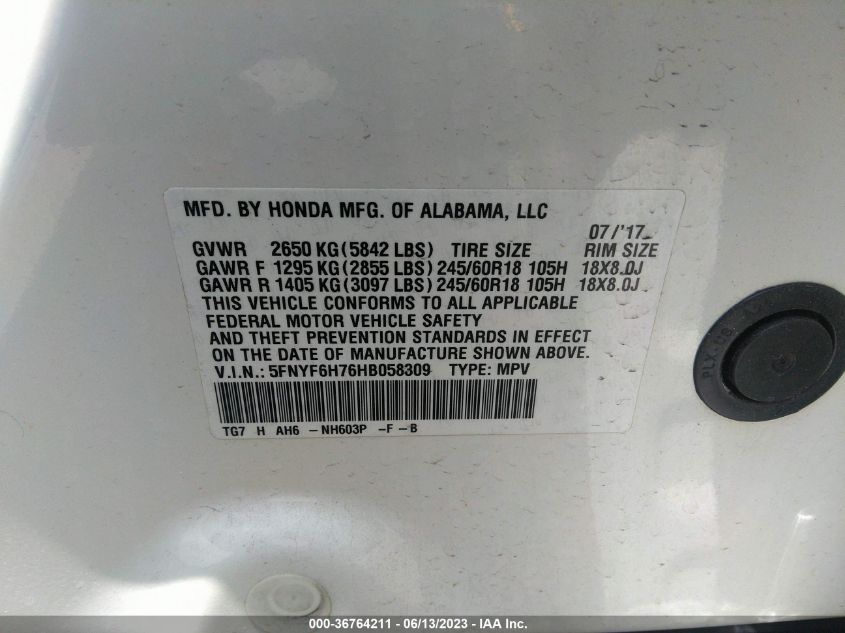 MFD. BY HONDA MFG. OF ALABAMA, LLC
07/'17
GVWR 2650 KG(5842 LBS) TIRE SIZE RIM SIZE
GAWR F 1295 KG(2855 LBS)245/60R18 105H 18X8.0J
GAWR R 1405 KG(3097 LBS)245/60R18 105H 18X8.0J
THIS VEHICLE CONFORMS TO ALL APPLICABLE
FEDERAL MOTOR VEHICLE SAFETY
AND THEFT PREVENTION STANDARDS IN EFFECT
ON THE DATE OF MANUFACTURE SHOWN ABOVE.
V.I.N.: 5FNYF6H76HB058309 TYPE: MPV
TG7 H AH6 -NH603P -F-B
000-36764211 - 06/13/2023 - IAA Inc.